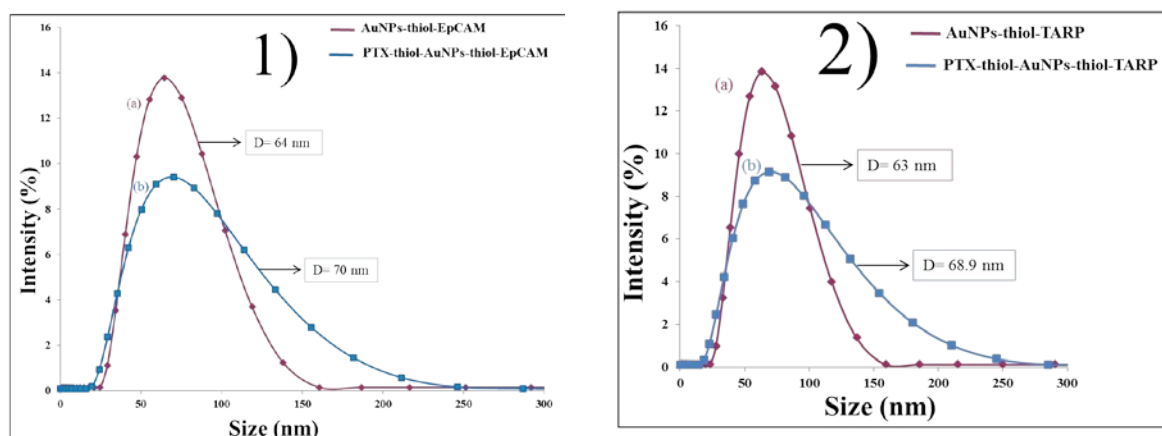 1)
AuNPs-thiol-EpCAM
PTX-thiol-AuNPs-thiol-EpCAM
16
14
12
10
8
6
4
2
0
Intensity (%)
(a)
(b)
D= 64 nm
D= 70 nm
0 50 100 150 200 250 300
Size (nm)
2)
AuNPs-thiol-TARP
PTX-thiol-AuNPs-thiol-TARP
16
14
12
10
8
6
4
2
0
Intensity (%)
(a)
(b)
D= 63 nm
D= 68.9 nm
0 50 100 150 200 250 300
Size (nm)